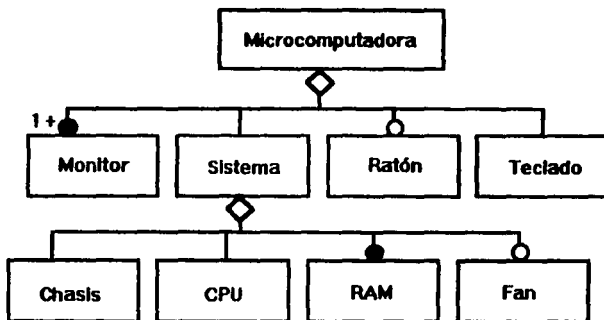 Microcomputadora
1+
Monitor
Sistema
Ratón
Teclado
Chasis
CPU
RAM
Fan